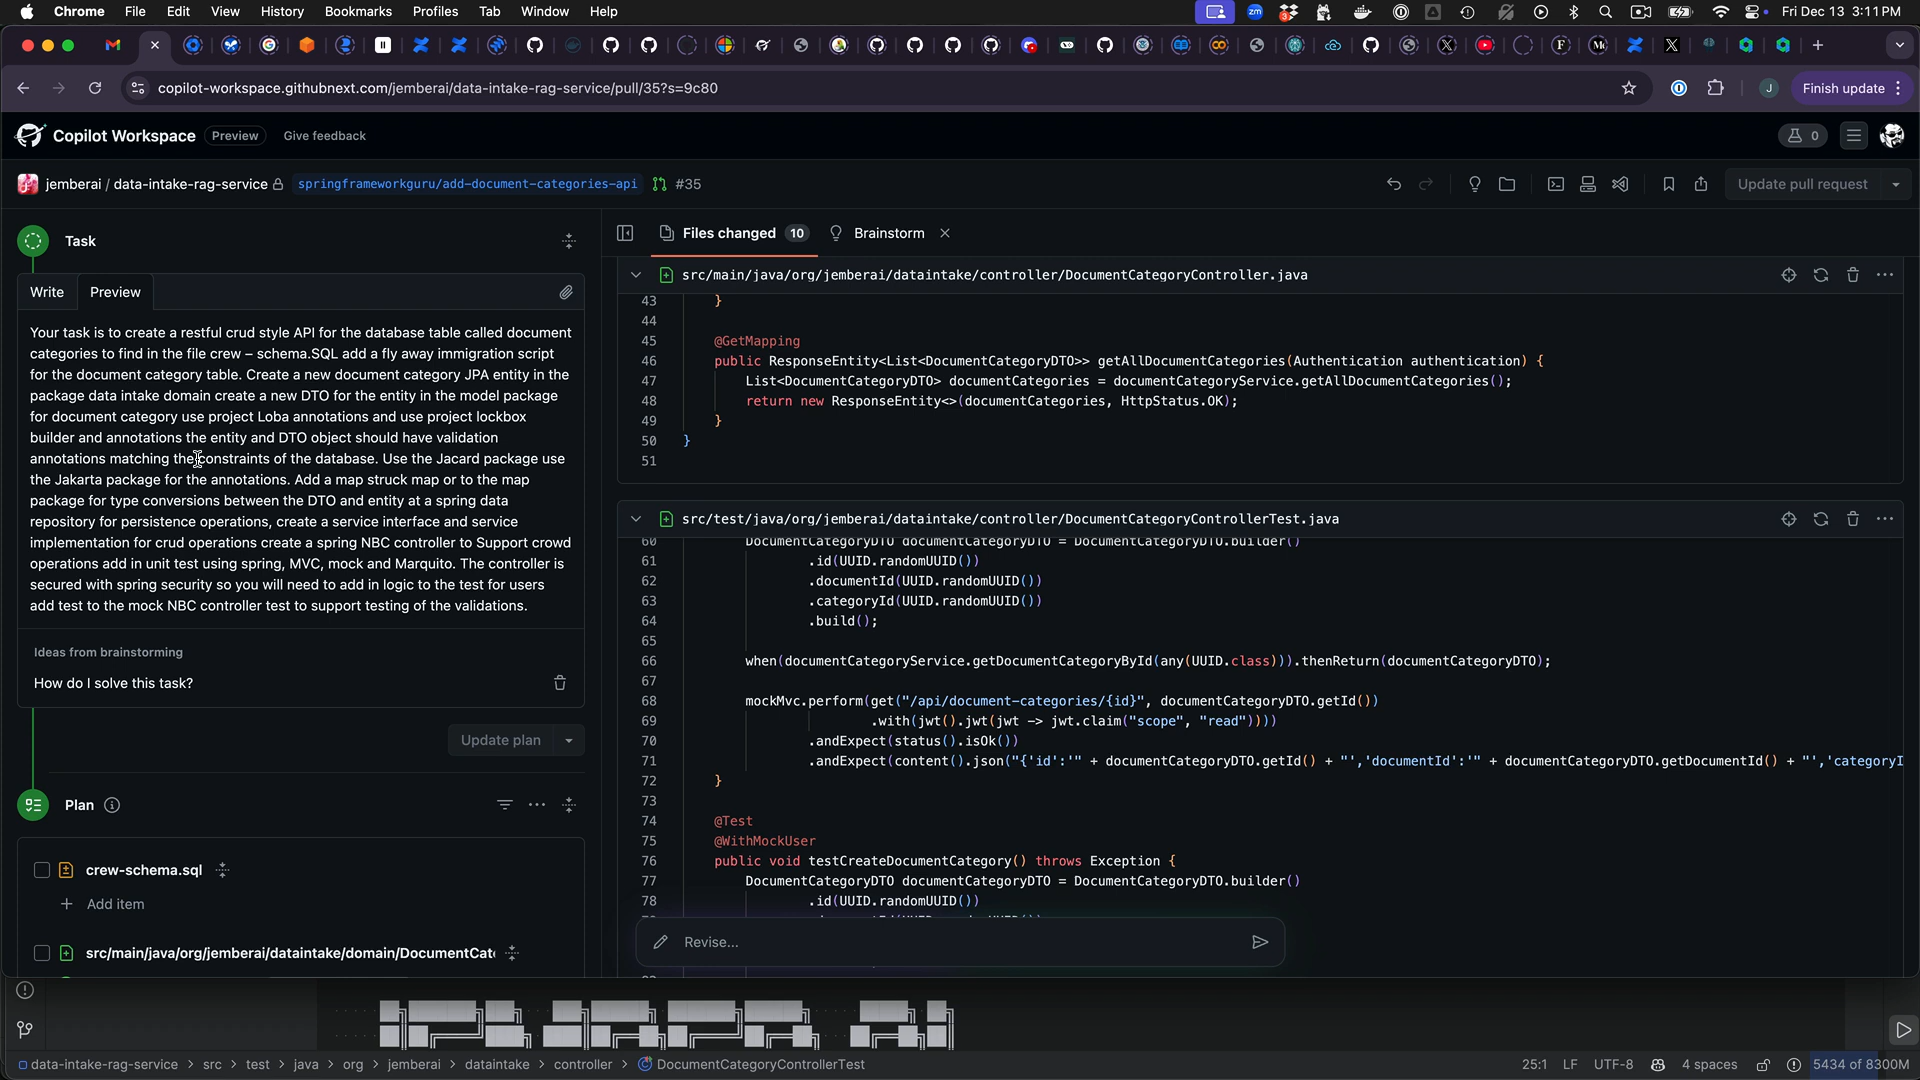 Chrome File Edit View History Bookmarks Profiles Tab Window Help
Fri Dec 13 3:11 PM
copilot-workspace.githubnext.com/jemberai/data-intake-rag-service/pull/35?s=9c80
Finish update
Copilot Workspace Preview Give feedback
0
jemberai / data-intake-rag-service springframeworkguru/add-document-categories-api #35
Update pull request
Task
Write Preview
Your task is to create a restful crud style API for the database table called document
categories to find in the file crew – schema.SQL add a fly away immigration script
for the document category table. Create a new document category JPA entity in the
package data intake domain create a new DTO for the entity in the model package
for document category use project Loba annotations and use project lockbox
builder and annotations the entity and DTO object should have validation
annotations matching the constraints of the database. Use the Jacard package use
the Jakarta package for the annotations. Add a map struck map or to the map
package for type conversions between the DTO and entity at a spring data
repository for persistence operations, create a service interface and service
implementation for crud operations create a spring NBC controller to Support crowd
operations add in unit test using spring, MVC, mock and Marquito. The controller is
secured with spring security so you will need to add in logic to the test for users
add test to the mock NBC controller test to support testing of the validations.
Ideas from brainstorming
How do I solve this task?
Update plan
Plan
crew-schema.sql
Add item
src/main/java/org/jemberai/dataintake/domain/DocumentCat
Files changed 10 Brainstorm
src/main/java/org/jemberai/dataintake/controller/DocumentCategoryController.java
43 }
44
45 @GetMapping
46 public ResponseEntity<List<DocumentCategoryDTO>> getAllDocumentCategories(Authentication authentication) {
47 List<DocumentCategoryDTO> documentCategories = documentCategoryService.getAllDocumentCategories();
48 return new ResponseEntity<>(documentCategories, HttpStatus.OK);
49 }
50 }
51
src/test/java/org/jemberai/dataintake/controller/DocumentCategoryControllerTest.java
60 DocumentCategoryDTO documentCategoryDTO = DocumentCategoryDTO.builder()
61 .id(UUID.randomUUID())
62 .documentId(UUID.randomUUID())
63 .categoryId(UUID.randomUUID())
64 .build();
65
66 when(documentCategoryService.getDocumentCategoryById(any(UUID.class))).thenReturn(documentCategoryDTO);
67
68 mockMvc.perform(get("/api/document-categories/{id}", documentCategoryDTO.getId())
69 .with(jwt().jwt(jwt -> jwt.claim("scope", "read"))))
70 .andExpect(status().isOk())
71 .andExpect(content().json("{'id':'" + documentCategoryDTO.getId() + "','documentId':'" + documentCategoryDTO.getDocumentId() + "','categoryI
72 }
73
74 @Test
75 @WithMockUser
76 public void testCreateDocumentCategory() throws Exception {
77 DocumentCategoryDTO documentCategoryDTO = DocumentCategoryDTO.builder()
78 .id(UUID.randomUUID())
Revise...
data-intake-rag-service > src > test > java > org > jemberai > dataintake > controller > DocumentCategoryControllerTest
25:1 LF UTF-8 4 spaces 5434 of 8300M